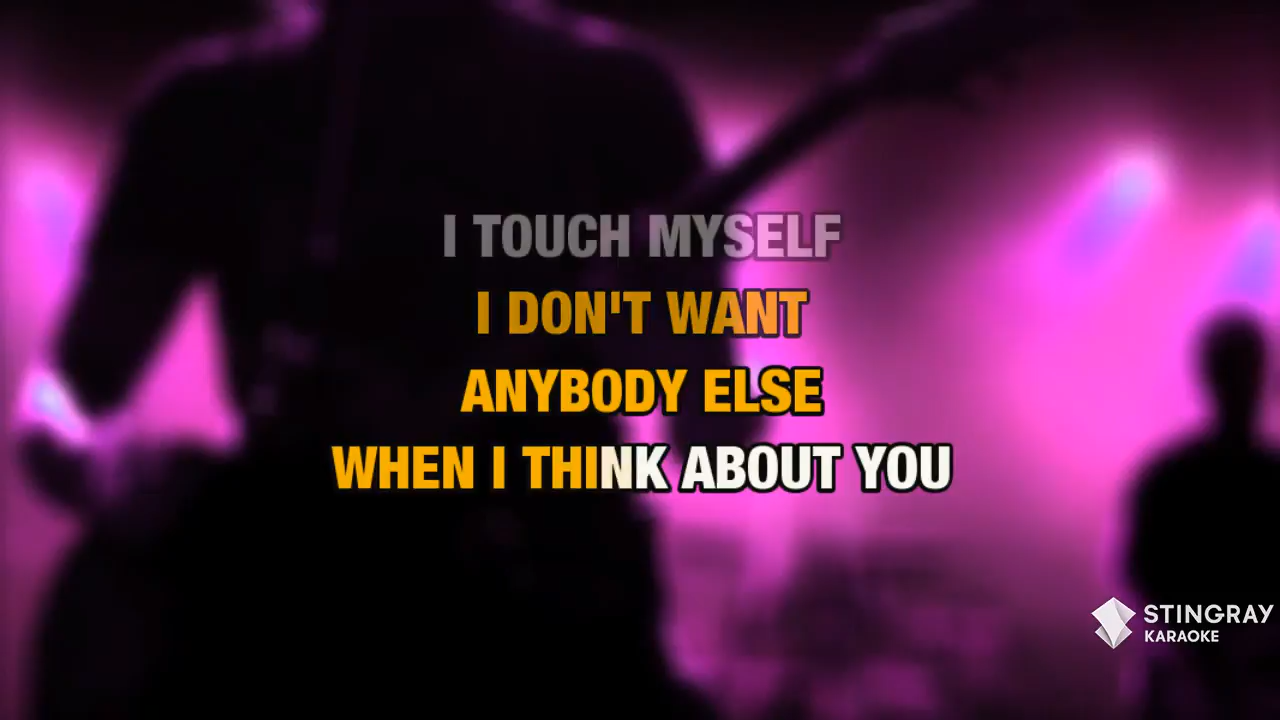 I TOUCH MYSELF
I DON'T WANT
ANYBODY ELSE
WHEN I THINK ABOUT YOU
STINGRAY
KARAOKE